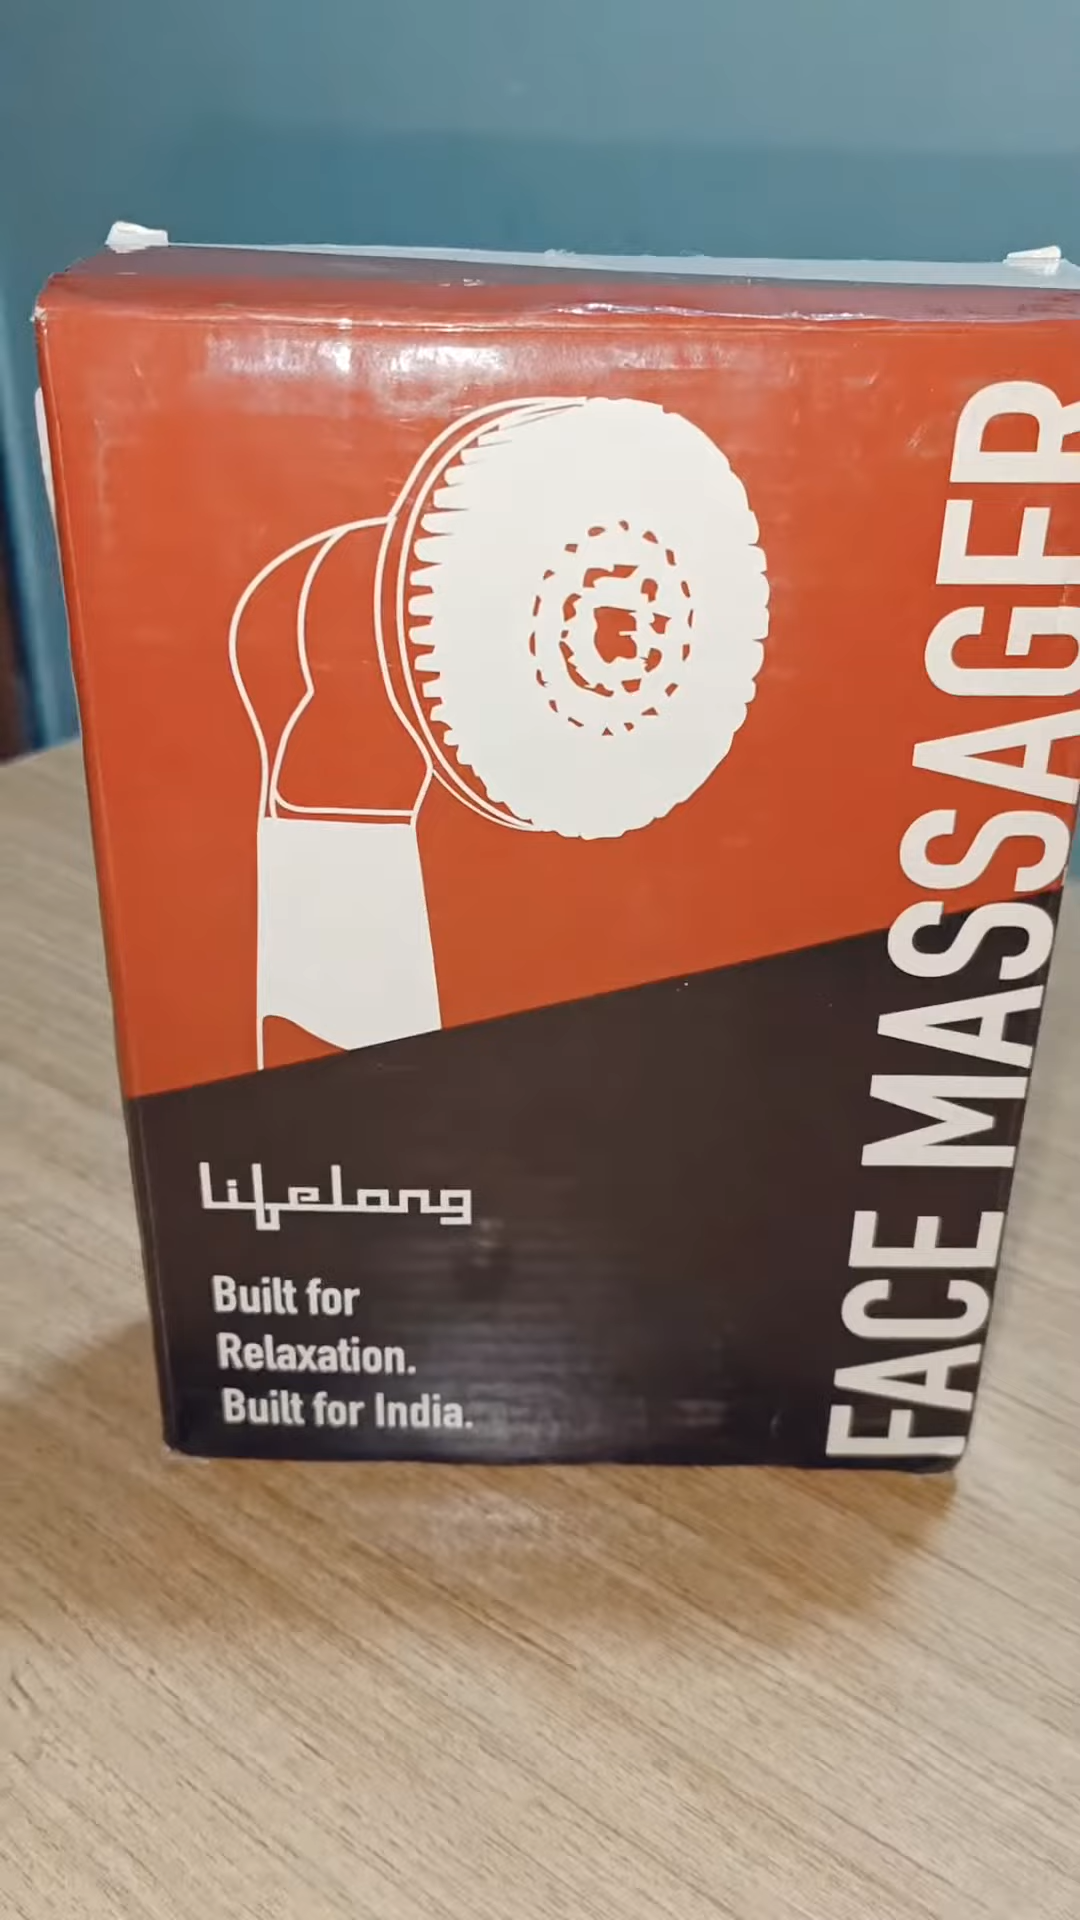 FACE MASSAGER
Lifelong
Built for
Relaxation.
Built for India.